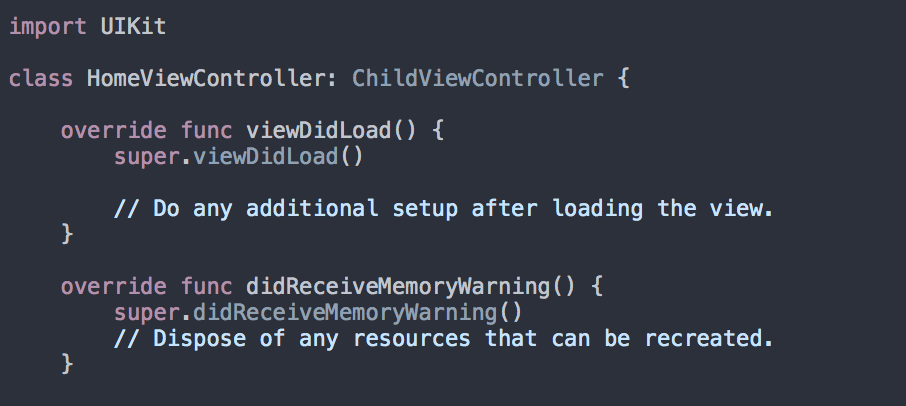 import UIKit
class HomeViewController: ChildViewController {
override func viewDidLoad() {
super.viewDidLoad()
// Do any additional setup after loading the view.
}
override func didReceiveMemoryWarning() {
super.didReceiveMemoryWarning()
// Dispose of any resources that can be recreated.
}